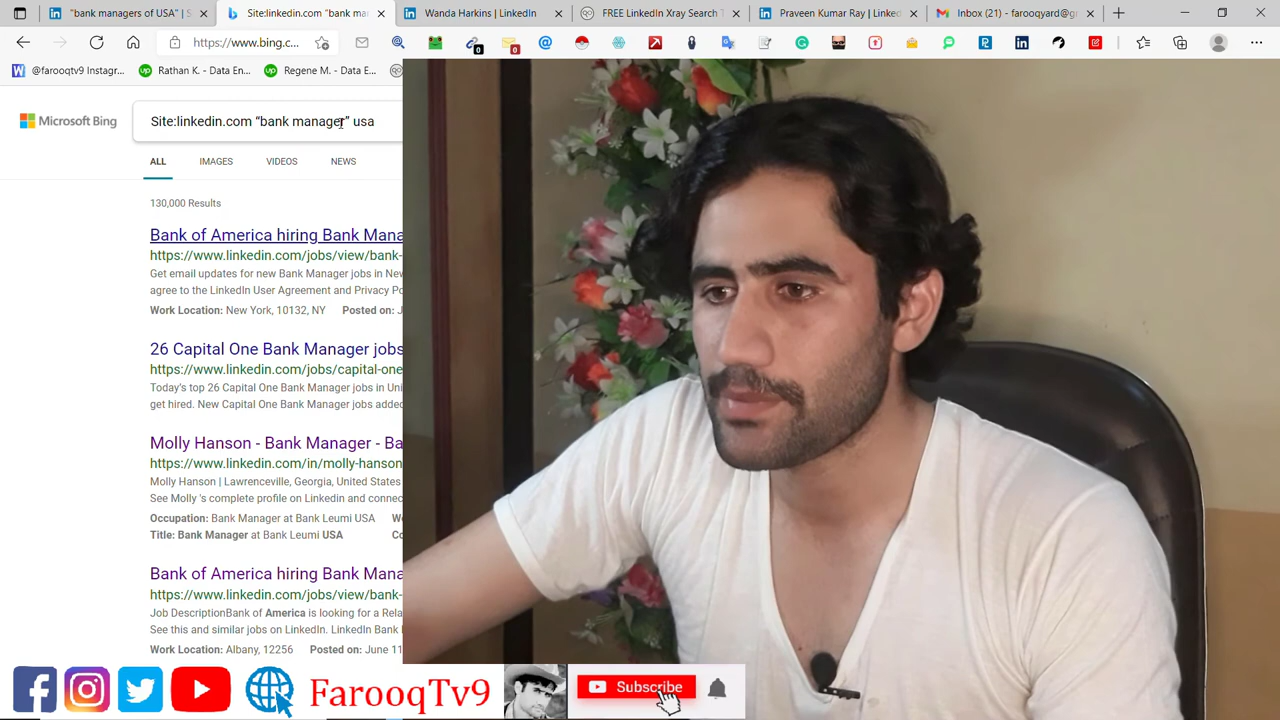 "bank managers of USA" | S
Site:linkedin.com "bank ma
Wanda Harkins | LinkedIn
FREE LinkedIn Xray Search T
Praveen Kumar Ray | Linked
Inbox (21) - farooqyard@g
https://www.bing.c...
0
0
@farooqtv9 Instagr...
Rathan K. - Data En...
Regene M. - Data E...
Microsoft Bing
Site:linkedin.com “bank manager” usa
ALL
IMAGES
VIDEOS
NEWS
130,000 Results
Bank of America hiring Bank Mana
https://www.linkedin.com/jobs/view/bank-
Get email updates for new Bank Manager jobs in New
agree to the LinkedIn User Agreement and Privacy Po
Work Location: New York, 10132, NY Posted on: J
26 Capital One Bank Manager jobs
https://www.linkedin.com/jobs/capital-one
Today's top 26 Capital One Bank Manager jobs in Uni
get hired. New Capital One Bank Manager jobs added
Molly Hanson - Bank Manager - Ba
https://www.linkedin.com/in/molly-hanson
Molly Hanson | Lawrenceville, Georgia, United States
See Molly 's complete profile on Linkedin and connec
Occupation: Bank Manager at Bank Leumi USA We
Title: Bank Manager at Bank Leumi USA Co
Bank of America hiring Bank Mana
https://www.linkedin.com/jobs/view/bank-
Job DescriptionBank of America is looking for a Rela
See this and similar jobs on LinkedIn. LinkedIn Bank
Work Location: Albany, 12256 Posted on: June 11
FarooqTv9
Subscribe